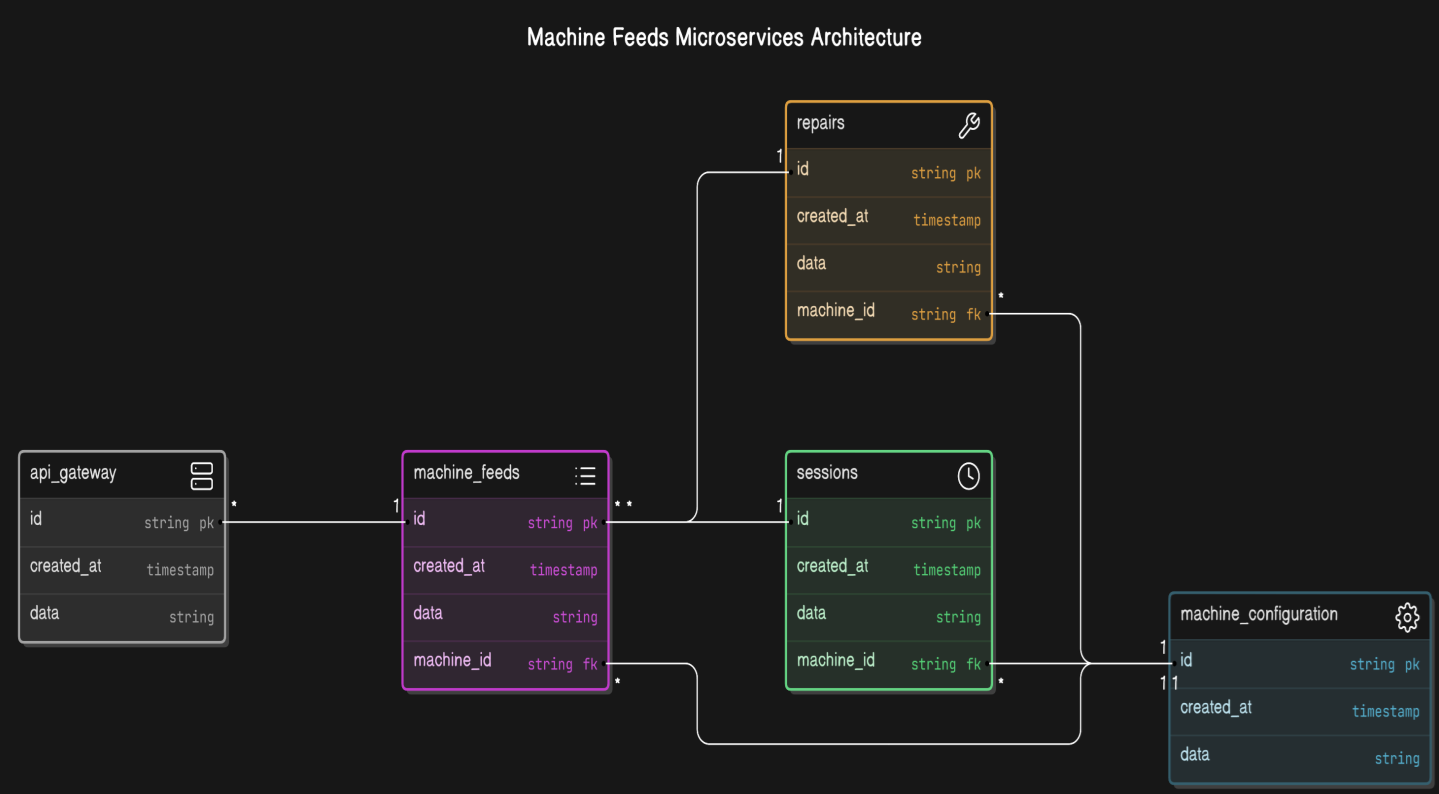 Machine Feeds Microservices Architecture
repairs
1
id string pk
created_at timestamp
data string
machine_id string fk
*
api_gateway
*
id string pk
created_at timestamp
data string
machine_feeds
1
* *
id string pk
created_at timestamp
data string
machine_id string fk
*
sessions
1
id string pk
created_at timestamp
data string
machine_id string fk
*
machine_configuration
1
id string pk
1 1
created_at timestamp
data string